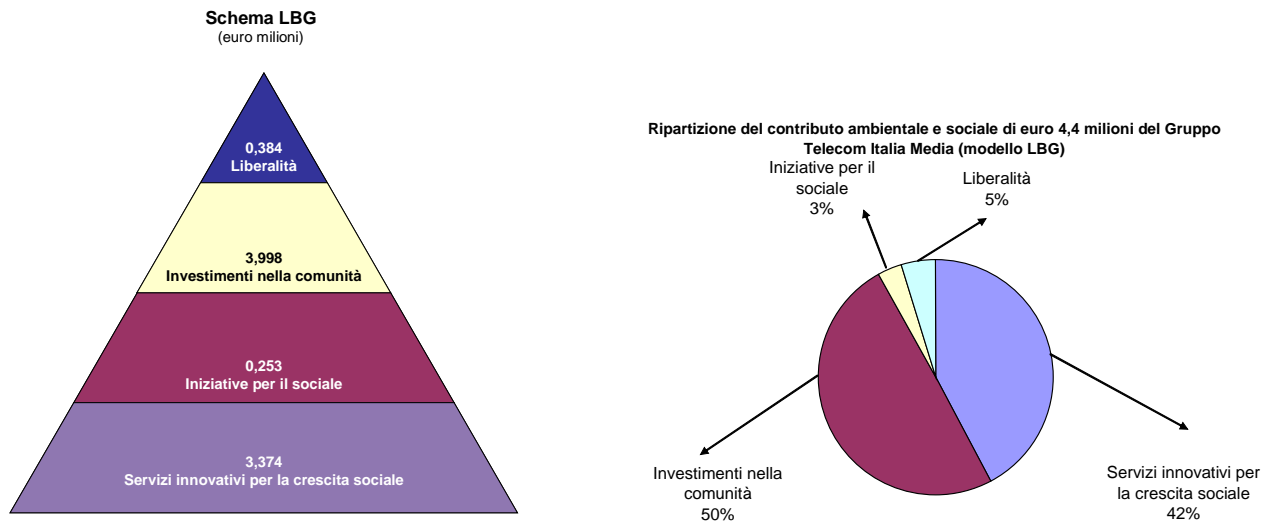 Schema LBG
(euro milioni)
0,384
Liberalità
3,998
Investimenti nella comunità
0,253
Iniziative per il sociale
3,374
Servizi innovativi per la crescita sociale
Ripartizione del contributo ambientale e sociale di euro 4,4 milioni del Gruppo
Telecom Italia Media (modello LBG)
Iniziative per il
sociale
3%
Liberalità
5%
Investimenti nella
comunità
50%
Servizi innovativi per
la crescita sociale
42%